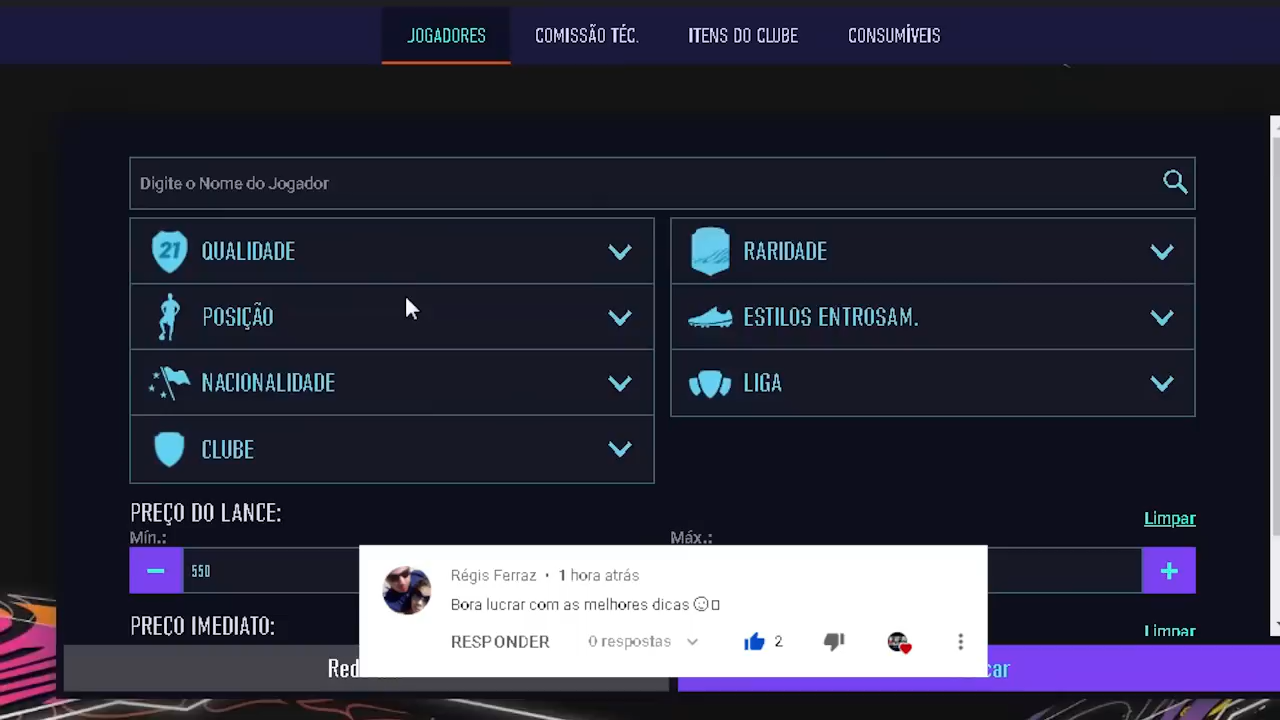 JOGADORES COMISSÃO TÉC. ITENS DO CLUBE CONSUMÍVEIS
Digite o Nome do Jogador
21 QUALIDADE
RARIDADE
POSIÇÃO
ESTILOS ENTROSAM.
NACIONALIDADE
LIGA
CLUBE
PREÇO DO LANCE:
Limpar
Mín.:
Máx.:
550
Régis Ferraz • 1 hora atrás
Bora lucrar com as melhores dicas
RESPONDER 0 respostas 2
PREÇO IMEDIATO:
Limpar